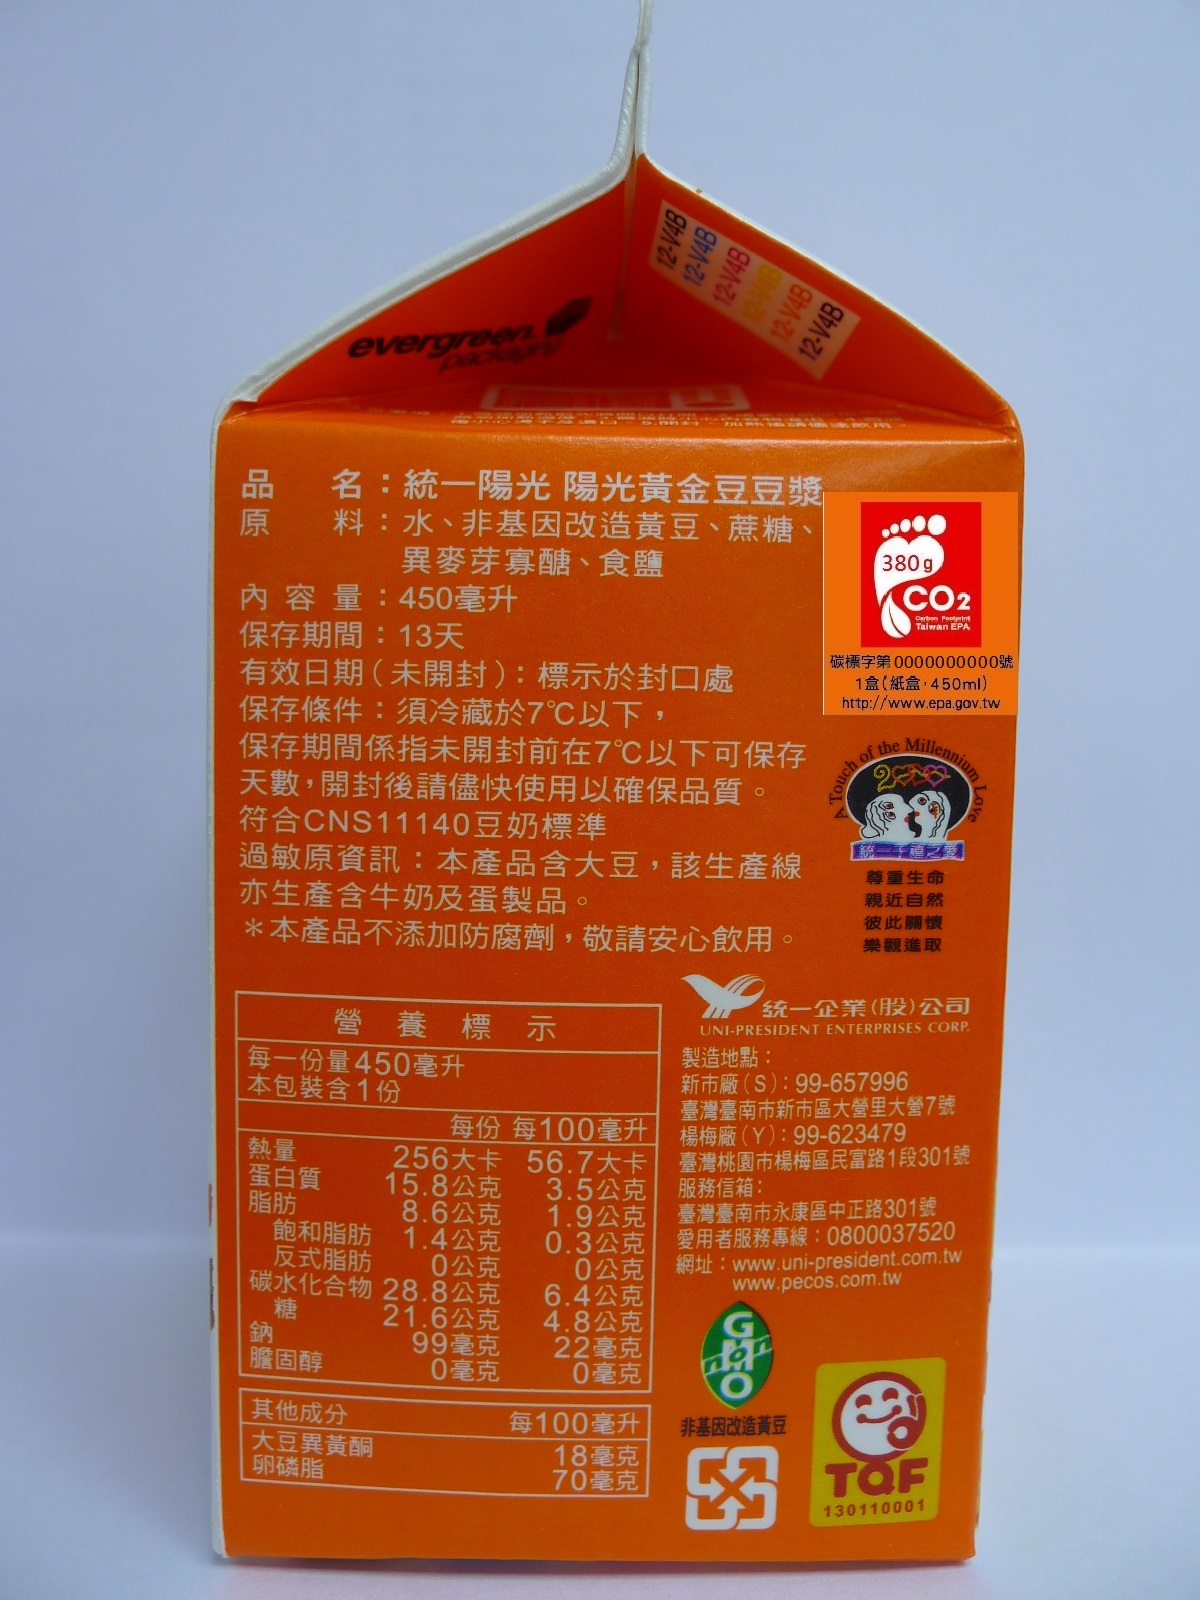 12-V4B
12-V4B
12-V4B
12-V4B
12-V4B
12-V4B
evergreen.
packaging
品 名：統一陽光 陽光黃金豆豆漿
原 料：水、非基因改造黃豆、蔗糖、
異麥芽寡醣、食鹽
內 容 量：450毫升
保存期間：13天
有效日期（未開封）：標示於封口處
保存條件：須冷藏於7℃以下，
保存期間係指未開封前在7℃以下可保存
天數，開封後請儘快使用以確保品質。
符合CNS11140豆奶標準
過敏原資訊：本產品含大豆，該生產線
亦生產含牛奶及蛋製品。
＊本產品不添加防腐劑，敬請安心飲用。
380g
CO2
Carbon Footprint
Taiwan EPA
碳標字第0000000000號
1盒(紙盒，450ml)
http://www.epa.gov.tw
A Touch of the Millennium Love
2000
統一千禧之愛
尊重生命
親近自然
彼此關懷
樂觀進取
營 養 標 示
每一份量450毫升
本包裝含1份
每份 每100毫升
熱量 256大卡 56.7大卡
蛋白質 15.8公克 3.5公克
脂肪 8.6公克 1.9公克
飽和脂肪 1.4公克 0.3公克
反式脂肪 0公克 0公克
碳水化合物 28.8公克 6.4公克
糖 21.6公克 4.8公克
鈉 99毫克 22毫克
膽固醇 0毫克 0毫克
其他成分 每100毫升
大豆異黃酮 18毫克
卵磷脂 70毫克
統一企業(股)公司
UNI-PRESIDENT ENTERPRISES CORP.
製造地點：
新市廠（S）：99-657996
臺灣臺南市新市區大營里大營7號
楊梅廠（Y）：99-623479
臺灣桃園市楊梅區民富路1段301號
服務信箱：
臺灣臺南市永康區中正路301號
愛用者服務專線：0800037520
網址：www.uni-president.com.tw
www.pecos.com.tw
GMO
non
非基因改造黃豆
TQF
130110001